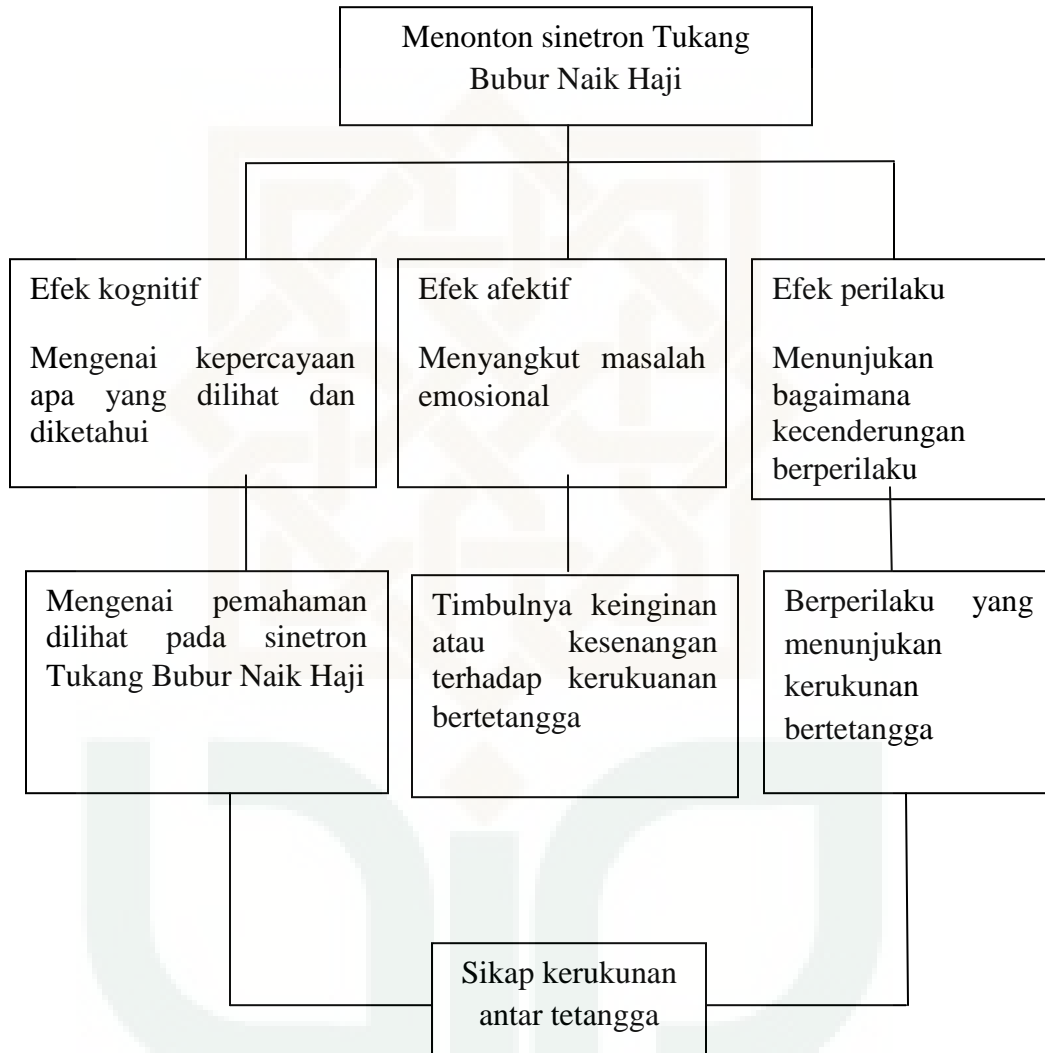 Menonton sinetron Tukang
Bubur Naik Haji
Efek kognitif
Mengenai kepercayaan
apa yang dilihat dan
diketahui
Efek afektif
Menyangkut masalah
emosional
Efek perilaku
Menunjukan
bagaimana
kecenderungan
berperilaku
Mengenai pemahaman
dilihat pada sinetron
Tukang Bubur Naik Haji
Timbulnya keinginan
atau kesenangan
terhadap kerukuanan
bertetangga
Berperilaku yang
menunjukan
kerukunan
bertetangga
Sikap kerukunan
antar tetangga